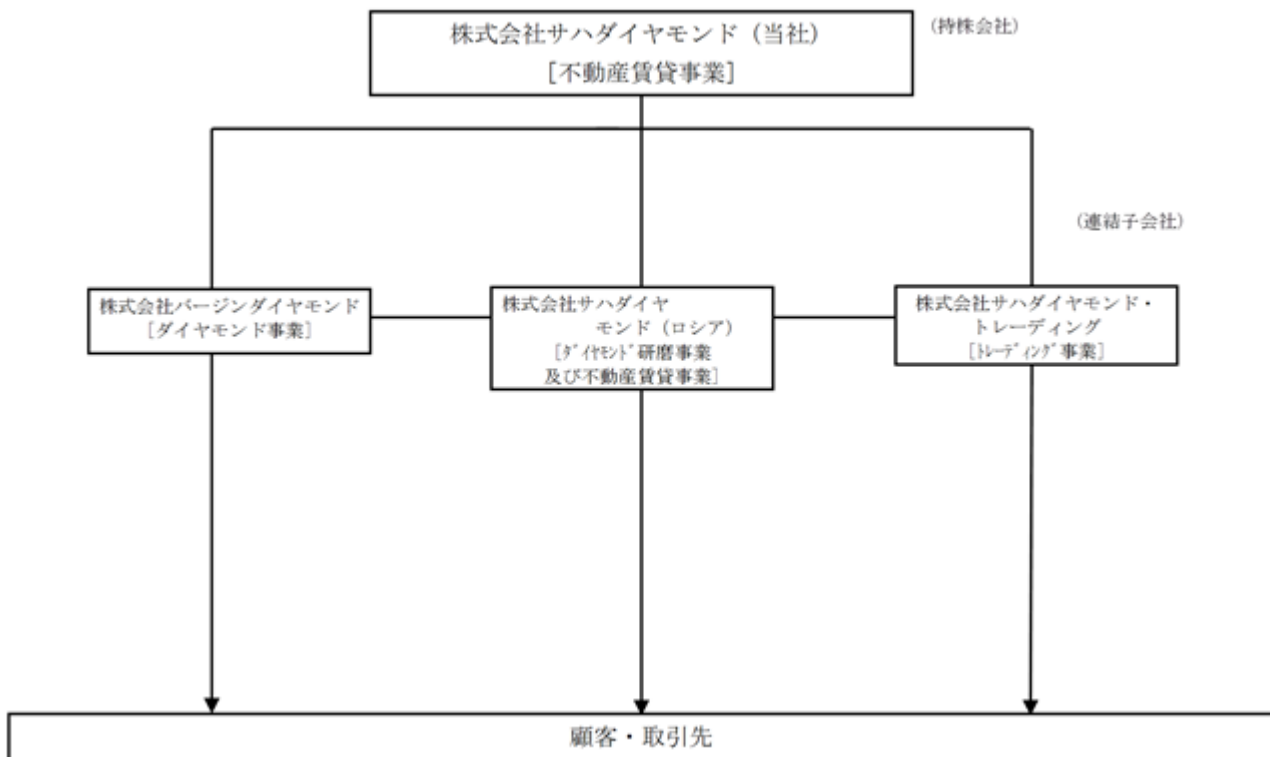 株式会社サハダイヤモンド（当社）
［不動産賃貸事業］
（持株会社）
（連結子会社）
株式会社バージンダイヤモンド
［ダイヤモンド事業］
株式会社サハダイヤ
モンド（ロシア）
［ﾀﾞｲﾔﾓﾝﾄﾞ研磨事業
及び不動産賃貸事業］
株式会社サハダイヤモンド・
トレーディング
［ﾄﾚｰﾃﾞｨﾝｸﾞ事業］
顧客・取引先